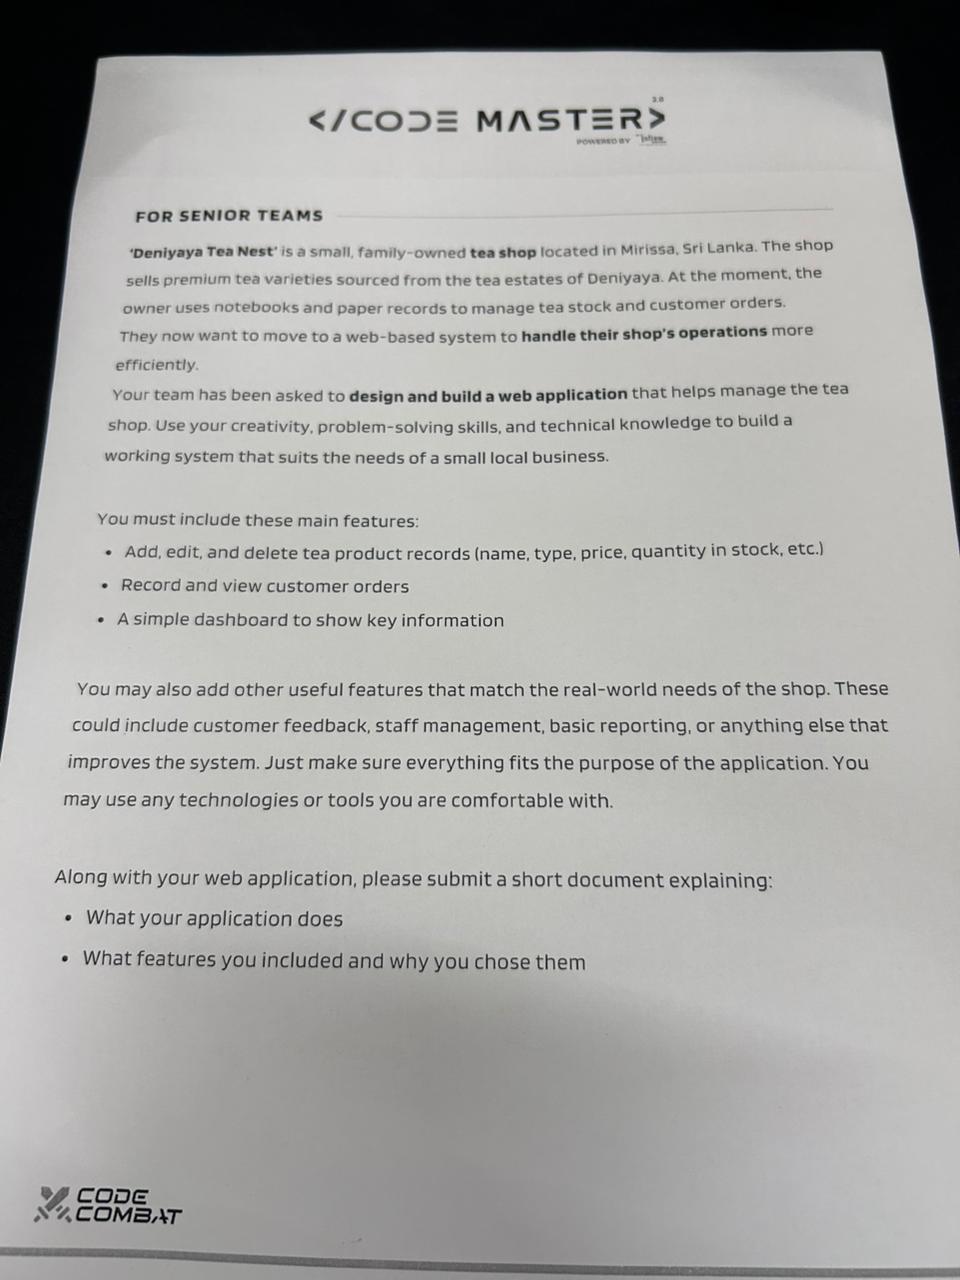 </CODE MASTER>
3.0
POWERED BY
FOR SENIOR TEAMS
'Deniyaya Tea Nest' is a small, family-owned tea shop located in Mirissa, Sri Lanka. The shop
sells premium tea varieties sourced from the tea estates of Deniyaya. At the moment, the
owner uses notebooks and paper records to manage tea stock and customer orders.
They now want to move to a web-based system to handle their shop's operations more
efficiently.
Your team has been asked to design and build a web application that helps manage the tea
shop. Use your creativity, problem-solving skills, and technical knowledge to build a
working system that suits the needs of a small local business.
You must include these main features:
• Add, edit, and delete tea product records (name, type, price, quantity in stock, etc.)
• Record and view customer orders
• A simple dashboard to show key information
You may also add other useful features that match the real-world needs of the shop. These
could include customer feedback, staff management, basic reporting, or anything else that
improves the system. Just make sure everything fits the purpose of the application. You
may use any technologies or tools you are comfortable with.
Along with your web application, please submit a short document explaining:
• What your application does
• What features you included and why you chose them
CODE
COMBAT